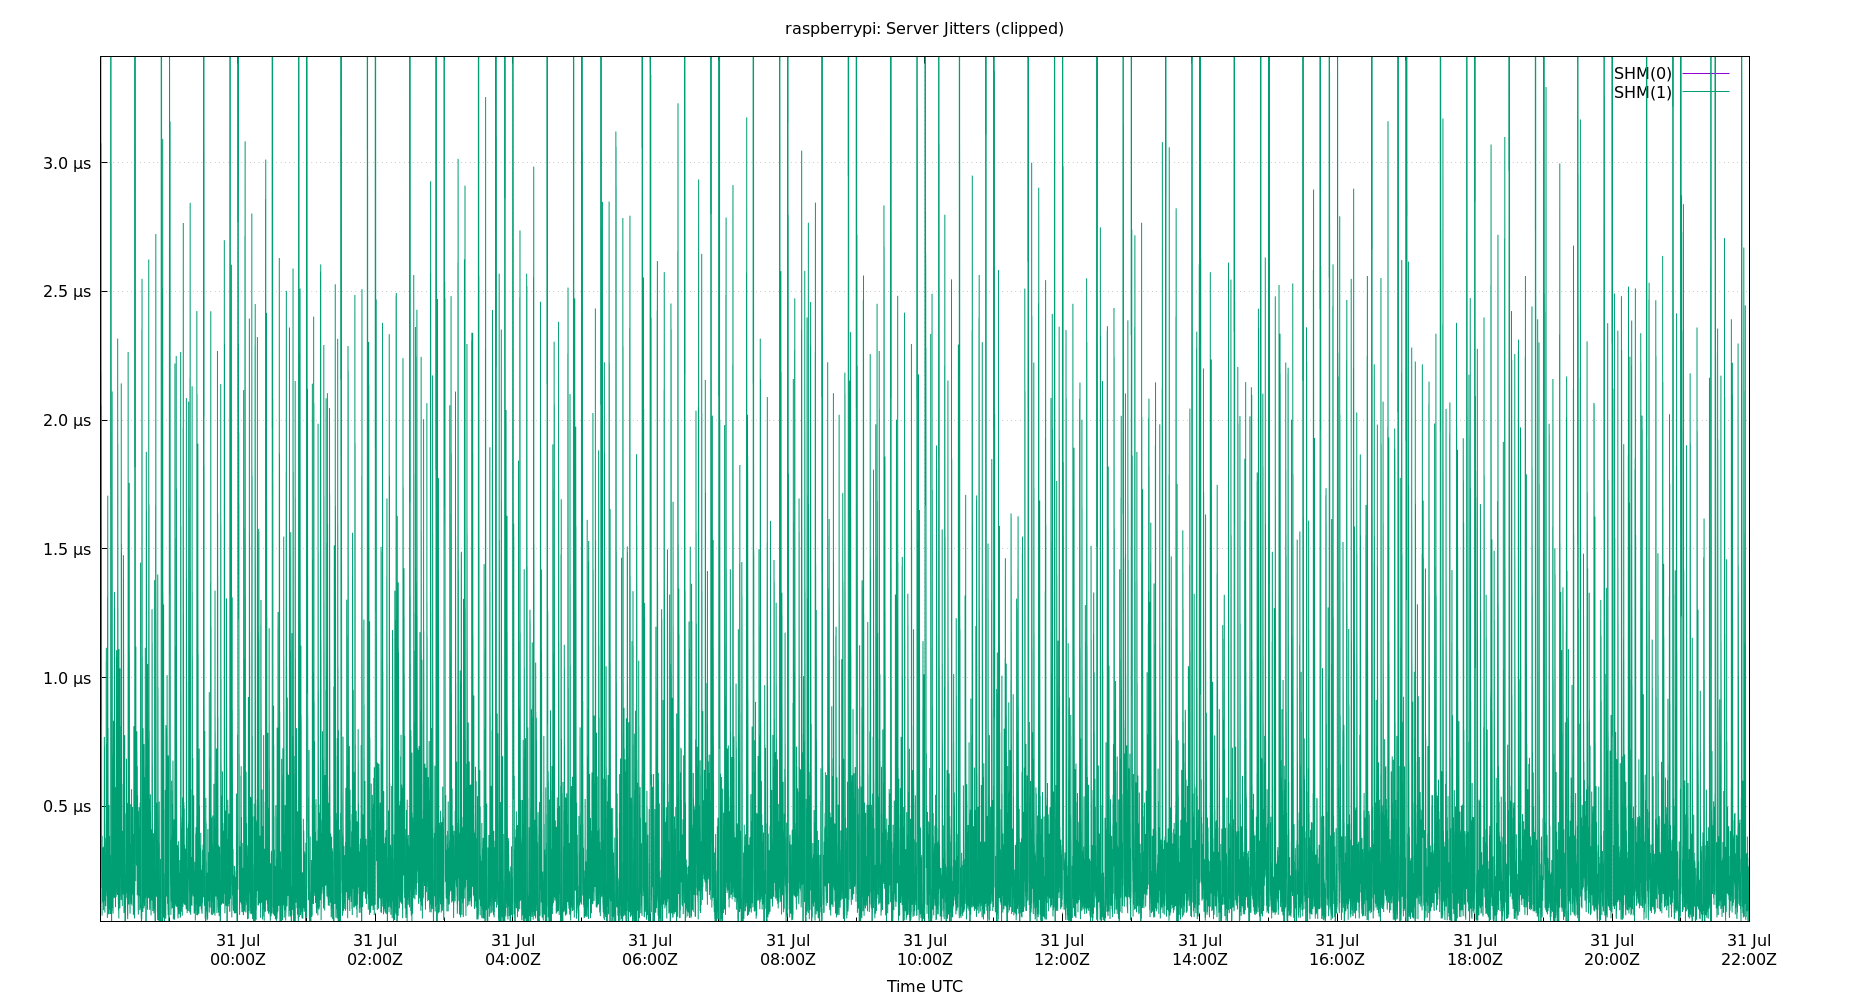 raspberrypi: Server Jitters (clipped)
SHM(0)
SHM(1)
3.0 µs
2.5 µs
2.0 µs
1.5 µs
1.0 µs
0.5 µs
31 Jul 31 Jul 31 Jul 31 Jul 31 Jul 31 Jul 31 Jul 31 Jul 31 Jul 31 Jul 31 Jul 31 Jul
00:00Z 02:00Z 04:00Z 06:00Z 08:00Z 10:00Z 12:00Z 14:00Z 16:00Z 18:00Z 20:00Z 22:00Z
Time UTC